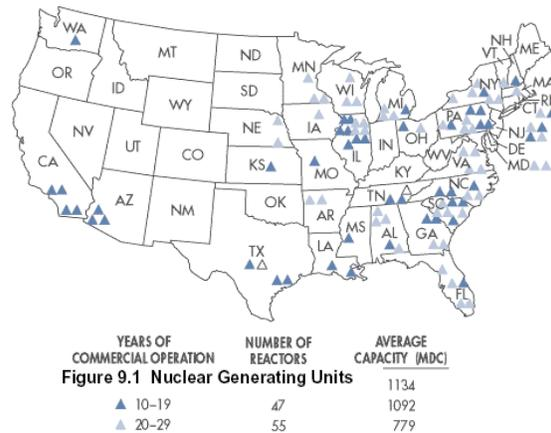 WA
MT
ND
MN
NH
VT
ME
OR
ID
SD
WI
MI
NY
MA
RI
CT
WY
NE
IA
PA
NJ
DE
MD
NV
UT
CO
IL
IN
OH
WV
VA
CA
KS
MO
KY
NC
AZ
NM
OK
AR
TN
SC
TX
LA
MS
AL
GA
FL
YEARS OF COMMERCIAL OPERATION
NUMBER OF REACTORS
AVERAGE CAPACITY (MDC)
Figure 9.1 Nuclear Generating Units
1134
10–19 47 1092
20–29 55 779